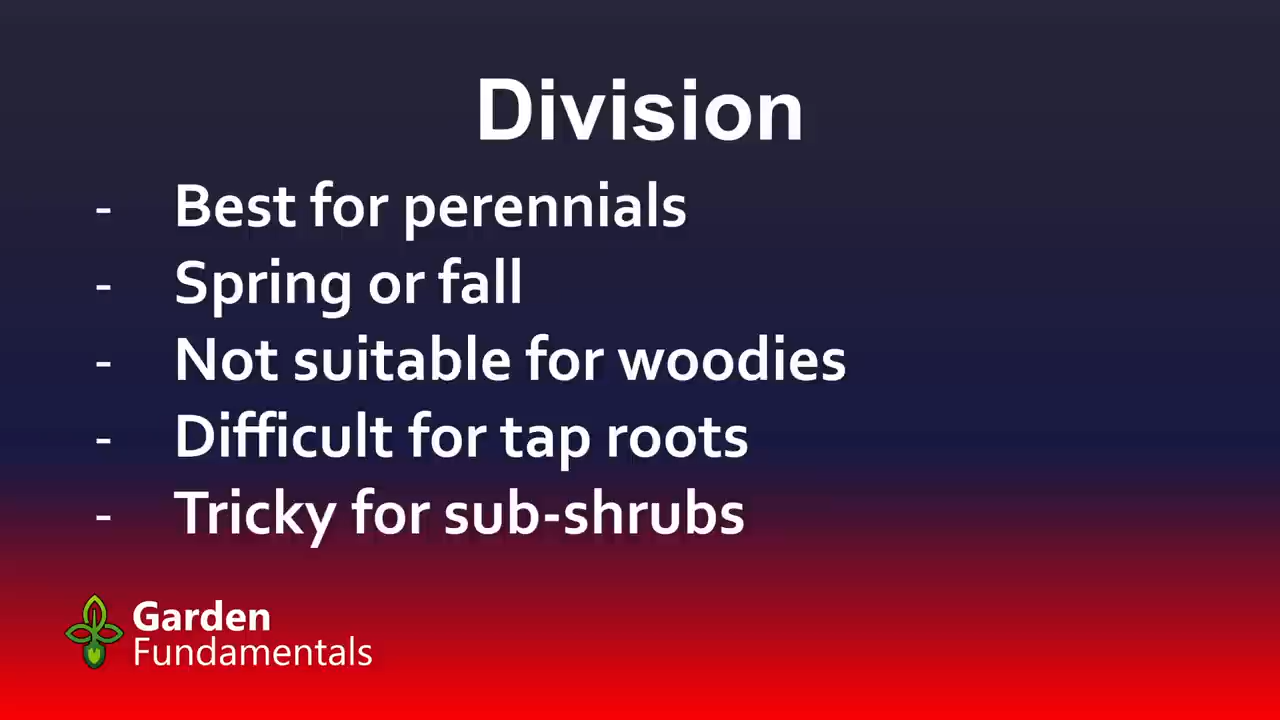 Division
- Best for perennials
- Spring or fall
- Not suitable for woodies
- Difficult for tap roots
- Tricky for sub-shrubs
Garden
Fundamentals